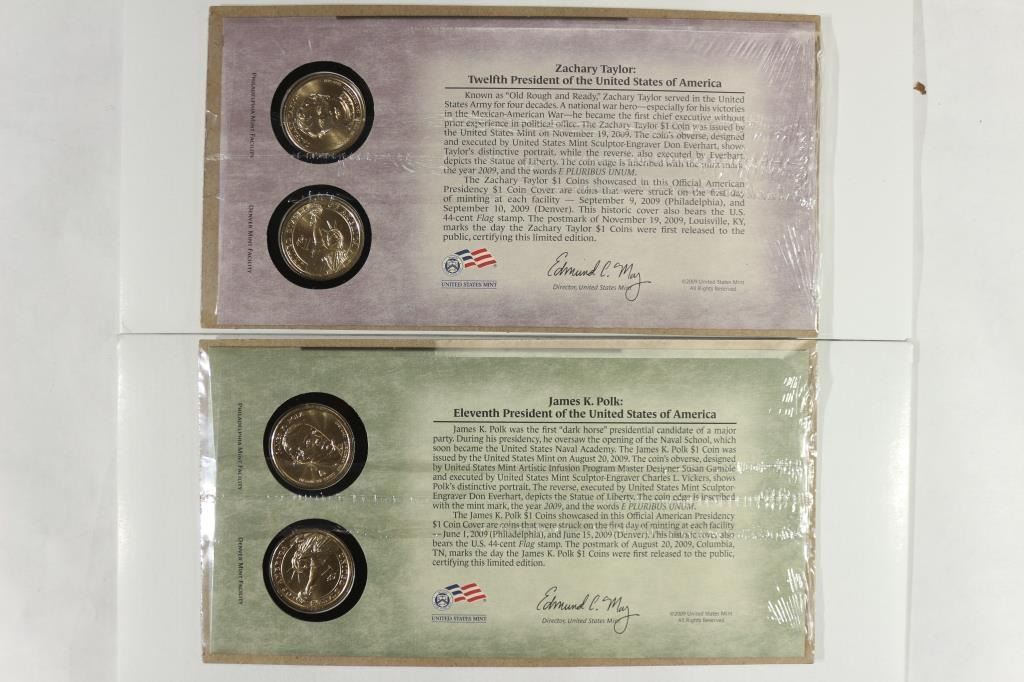 Zachary Taylor:
Twelfth President of the United States of America
Known as "Old Rough and Ready," Zachary Taylor served in the United
States Army for four decades. A national war hero—especially for his victories
in the Mexican-American War—he became the first chief executive without
prior experience in political office. The Zachary Taylor $1 Coin was issued by
the United States Mint on November 19, 2009. The coin's obverse, designed
and executed by United States Mint Sculptor-Engraver Don Everhart, shows
Taylor's distinctive portrait, while the reverse, also executed by Everhart,
depicts the Statue of Liberty. The coin edge is inscribed with the mint mark,
the year 2009, and the words E PLURIBUS UNUM.
The Zachary Taylor $1 Coins showcased in this Official American
Presidency $1 Coin Cover are coins that were struck on the first day
of minting at each facility — September 9, 2009 (Philadelphia), and
September 10, 2009 (Denver). This historic cover also bears the U.S.
44-cent Flag stamp. The postmark of November 19, 2009, Louisville, KY,
marks the day the Zachary Taylor $1 Coins were first released to the
public, certifying this limited edition.
Philadelphia Mint Facility
Denver Mint Facility
UNITED STATES MINT
Edmund C. Moy
Director, United States Mint
©2009 United States Mint
All Rights Reserved.
James K. Polk:
Eleventh President of the United States of America
James K. Polk was the first "dark horse" presidential candidate of a major
party. During his presidency, he oversaw the opening of the Naval School, which
soon became the United States Naval Academy. The James K. Polk $1 Coin was
issued by the United States Mint on August 20, 2009. The coin's obverse, designed
by United States Mint Artistic Infusion Program Master Designer Susan Gamble
and executed by United States Mint Sculptor-Engraver Charles L. Vickers, shows
Polk's distinctive portrait. The reverse, executed by United States Mint Sculptor-
Engraver Don Everhart, depicts the Statue of Liberty. The coin edge is inscribed
with the mint mark, the year 2009, and the words E PLURIBUS UNUM.
The James K. Polk $1 Coins showcased in this Official American Presidency
$1 Coin Cover are coins that were struck on the first day of minting at each facility
— June 1, 2009 (Philadelphia), and June 15, 2009 (Denver). This historic cover also
bears the U.S. 44-cent Flag stamp. The postmark of August 20, 2009, Columbia,
TN, marks the day the James K. Polk $1 Coins were first released to the public,
certifying this limited edition.
Philadelphia Mint Facility
Denver Mint Facility
UNITED STATES MINT
Edmund C. Moy
Director, United States Mint
©2009 United States Mint
All Rights Reserved.